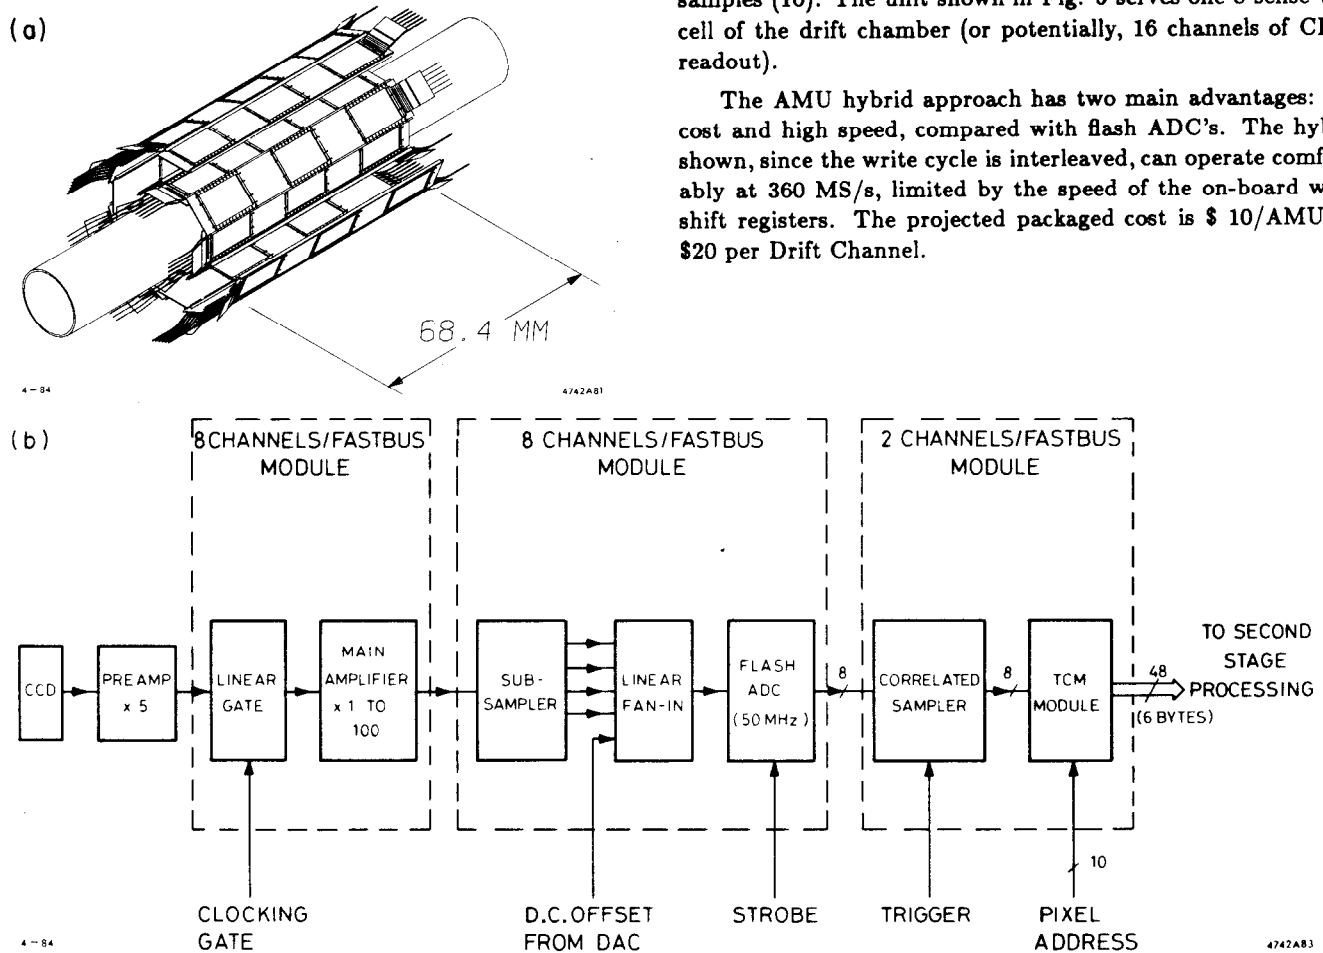 (a)
samples (10). The unit shown in Fig. serves one 8 sense
cell of the drift chamber (or potentially, 16 channels of
readout).
The AMU hybrid approach has two main advantages:
cost and high speed, compared with flash ADC's. The
shown, since the write cycle is interleaved, can operate
ably at 360 MS/s, limited by the speed of the on-board
shift registers. The projected packaged cost is $ 10/AMU
$20 per Drift Channel.
68.4 MM
4-84
4742A81
(b)
8 CHANNELS/FASTBUS
MODULE
8 CHANNELS/FASTBUS
MODULE
2 CHANNELS/FASTBUS
MODULE
CCD
PREAMP
x 5
LINEAR
GATE
MAIN
AMPLIFIER
x 1 TO
100
SUB-
SAMPLER
LINEAR
FAN-IN
FLASH
ADC
(50 MHz)
8
CORRELATED
SAMPLER
8
TCM
MODULE
48
(6 BYTES)
TO SECOND
STAGE
PROCESSING
10
CLOCKING
GATE
D.C. OFFSET
FROM DAC
STROBE
TRIGGER
PIXEL
ADDRESS
4-84
4742A83